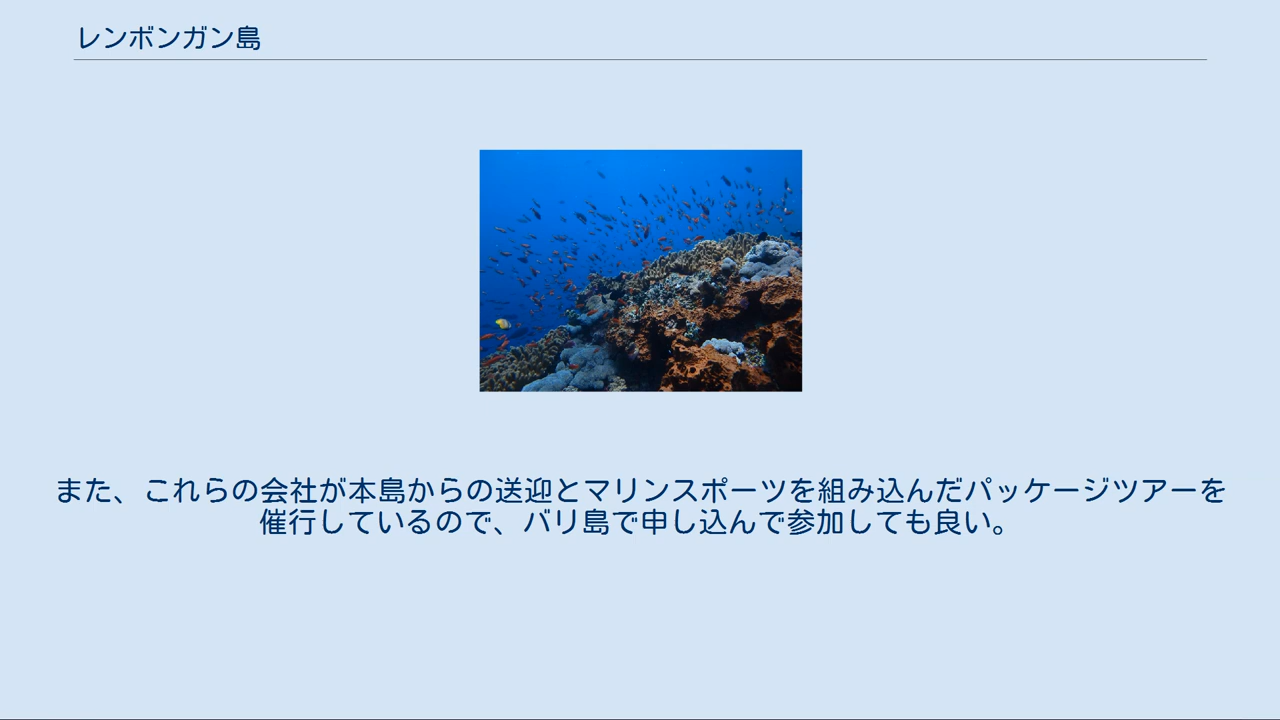 レンボンガン島
また、これらの会社が本島からの送迎とマリンスポーツを組み込んだパッケージツアーを
催行しているので、バリ島で申し込んで参加しても良い。